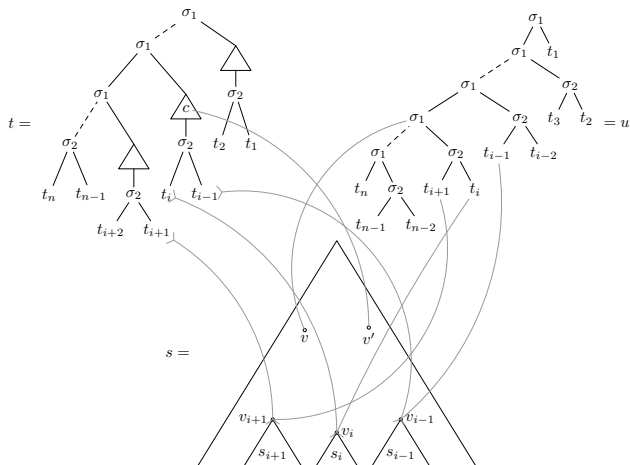 σ₁
σ₁
t =
σ₁
c
σ₂
σ₂
σ₂
t₂ t₁
tₙ tₙ₋₁
σ₂
tᵢ tᵢ₋₁
tᵢ₊₂ tᵢ₊₁
σ₁
σ₁ t₁
σ₁ σ₂
σ₁ σ₂ t₃ t₂ = u
σ₁ σ₂ tᵢ₋₁ tᵢ₋₂
tₙ σ₂ tᵢ₊₁ tᵢ
tₙ₋₁ tₙ₋₂
v v′
s =
vᵢ₊₁ vᵢ vᵢ₋₁
sᵢ₊₁ sᵢ sᵢ₋₁